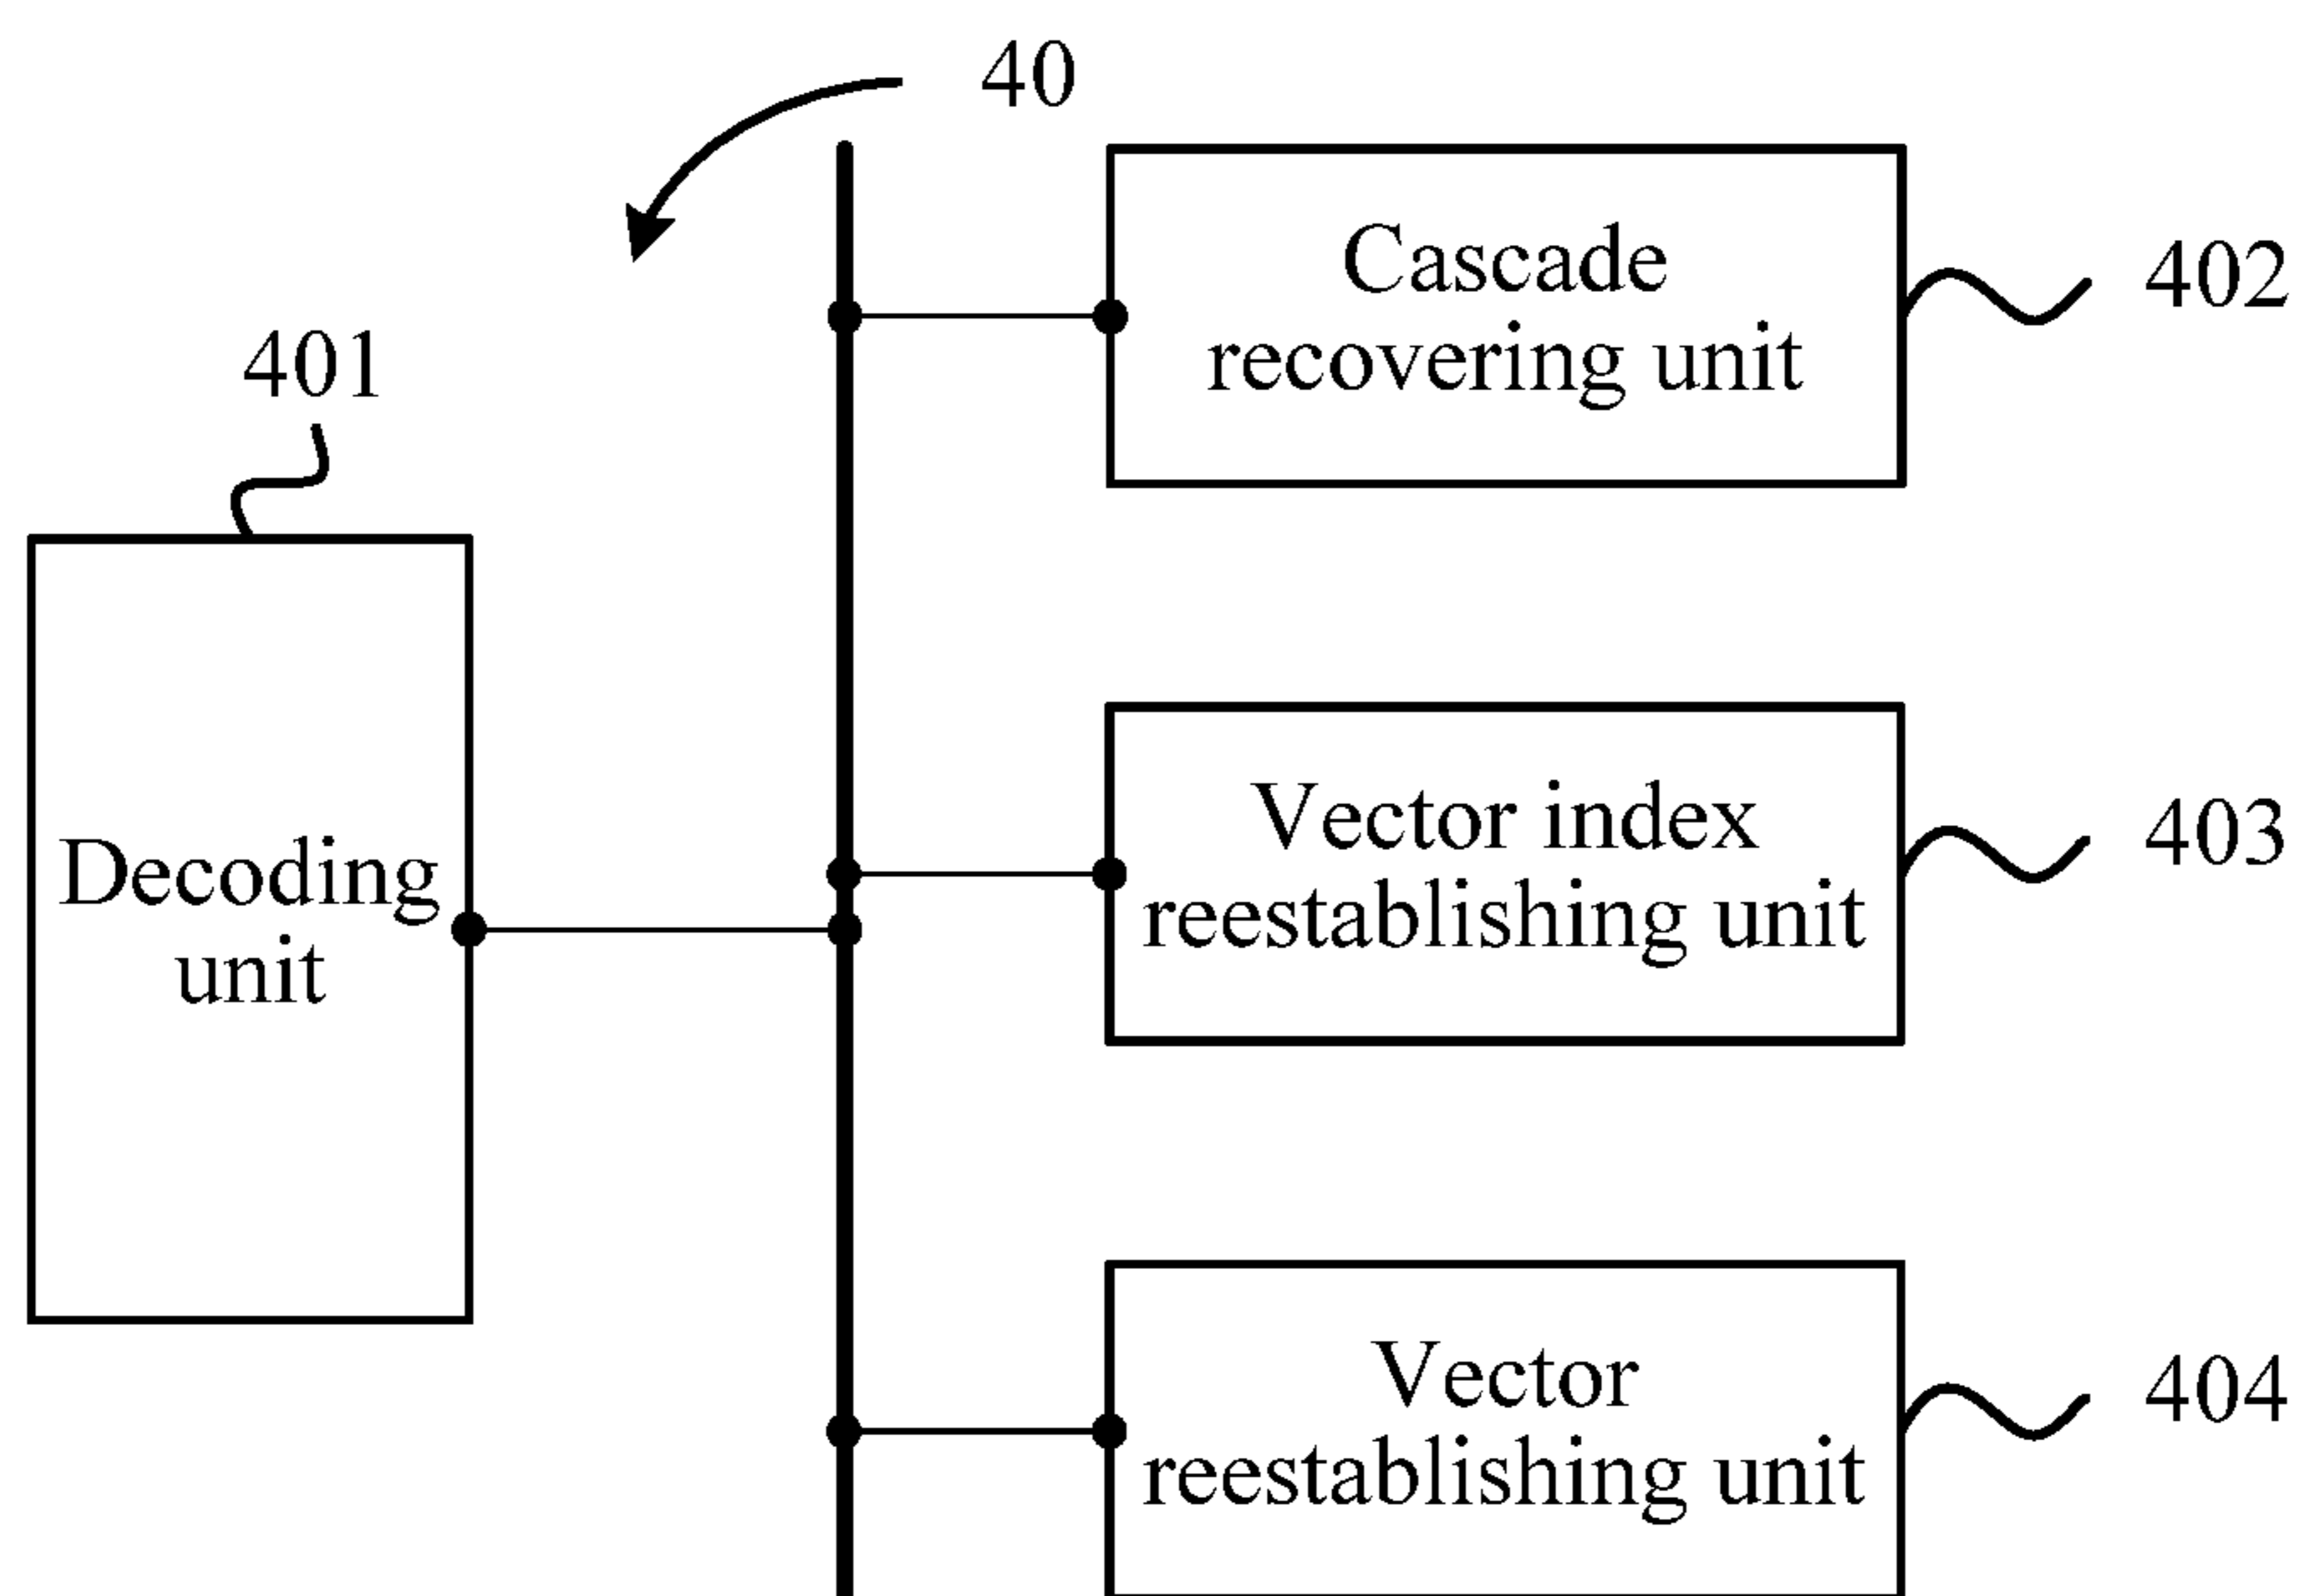 40
Cascade
recovering unit
402
401
Vector index
reestablishing unit
403
Decoding
unit
Vector
reestablishing unit
404